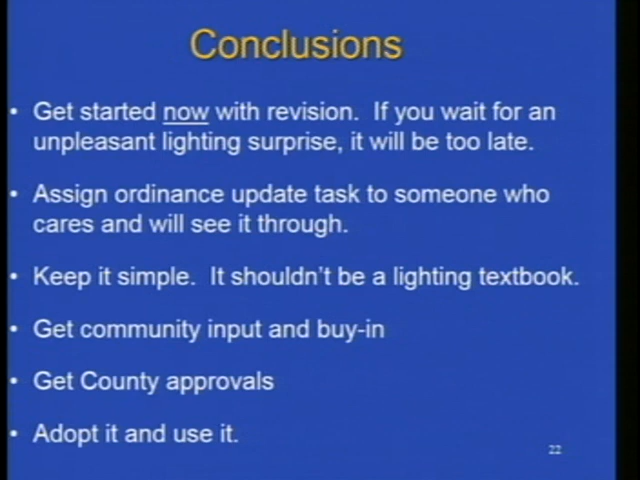 Conclusions
• Get started now with revision. If you wait for an
unpleasant lighting surprise, it will be too late.
• Assign ordinance update task to someone who
cares and will see it through.
• Keep it simple. It shouldn't be a lighting textbook.
• Get community input and buy-in
• Get County approvals
• Adopt it and use it.
22